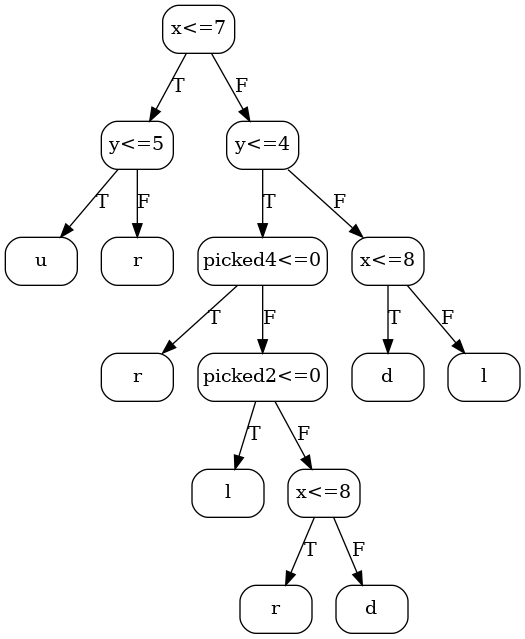 x<=7
T
F
y<=5
y<=4
T
F
T
F
u
r
picked4<=0
x<=8
T
F
T
F
r
picked2<=0
d
l
T
F
l
x<=8
T
F
r
d